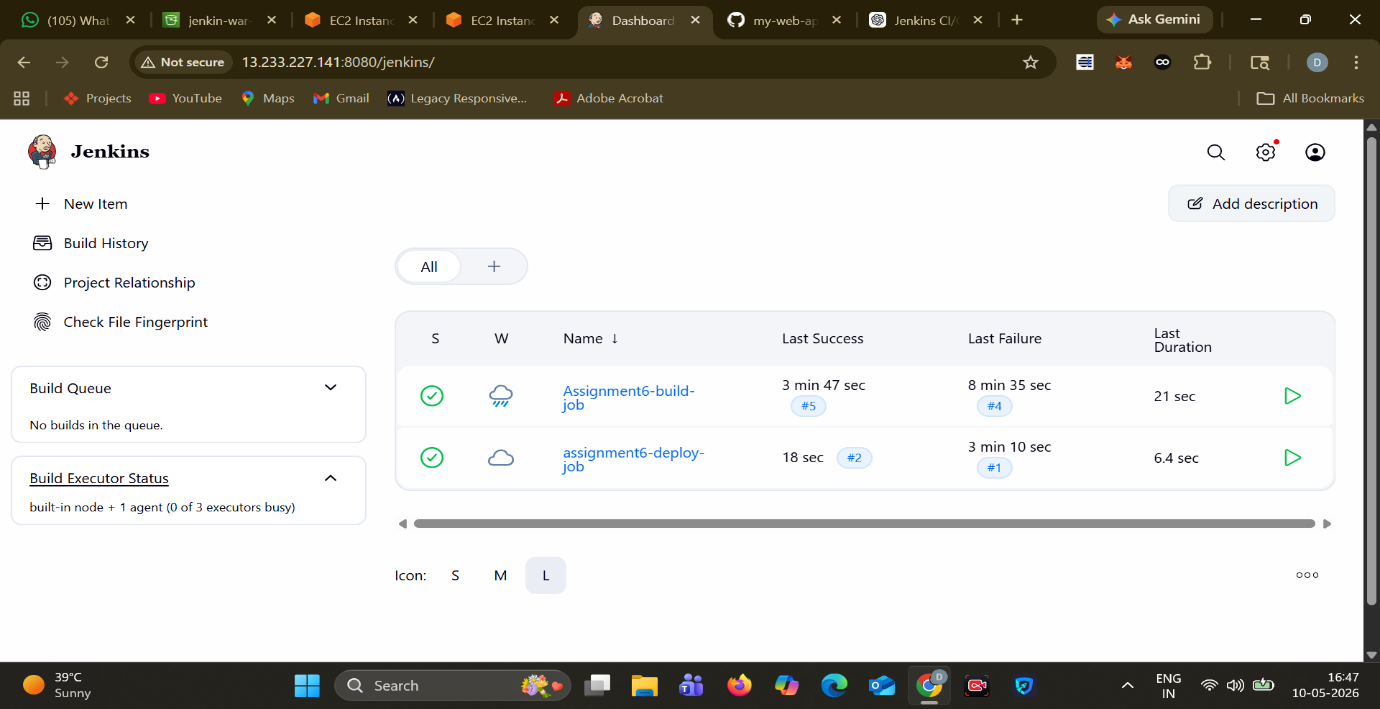 (105) What
jenkin-war-
EC2 Instanc
EC2 Instanc
Dashboard
my-web-ap
Jenkins CI/C
Ask Gemini
Not secure
13.233.227.141:8080/jenkins/
D
Projects
YouTube
Maps
Gmail
Legacy Responsive...
Adobe Acrobat
All Bookmarks
Jenkins
New Item
Add description
Build History
Project Relationship
Check File Fingerprint
All
+
S W Name ↓ Last Success Last Failure Last
Duration
Assignment6-build-
job
3 min 47 sec
#5
8 min 35 sec
#4
21 sec
assignment6-deploy-
job
18 sec #2
3 min 10 sec
#1
6.4 sec
Build Queue
No builds in the queue.
Build Executor Status
built-in node + 1 agent (0 of 3 executors busy)
Icon: S M L
39°C
Sunny
Search
D
ENG
IN
16:47
10-05-2026